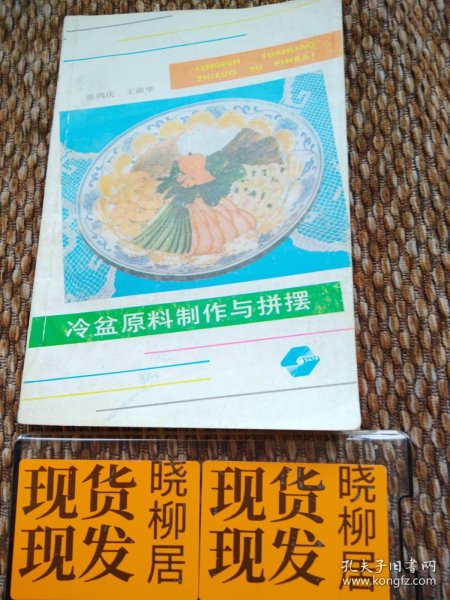 LENGPEN YUANLIAO
ZHIZUO YU PINBAI
张鸿庆 王淑华
冷盆原料制作与拼摆
SSTP
现货
现发
晓柳居
现货
现发
晓柳居
孔夫子旧书网
www.kongfz.com